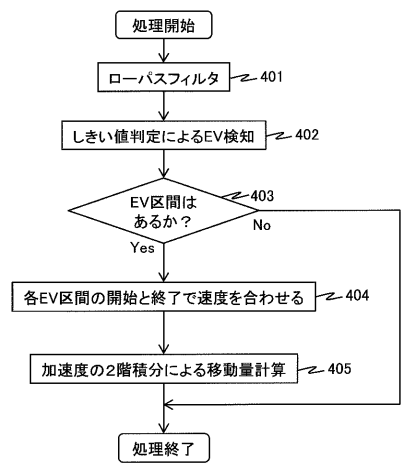 処理開始
ローパスフィルタ 401
しきい値判定によるEV検知 402
403
EV区間は
あるか？
Yes
No
各EV区間の開始と終了で速度を合わせる 404
加速度の2階積分による移動量計算 405
処理終了